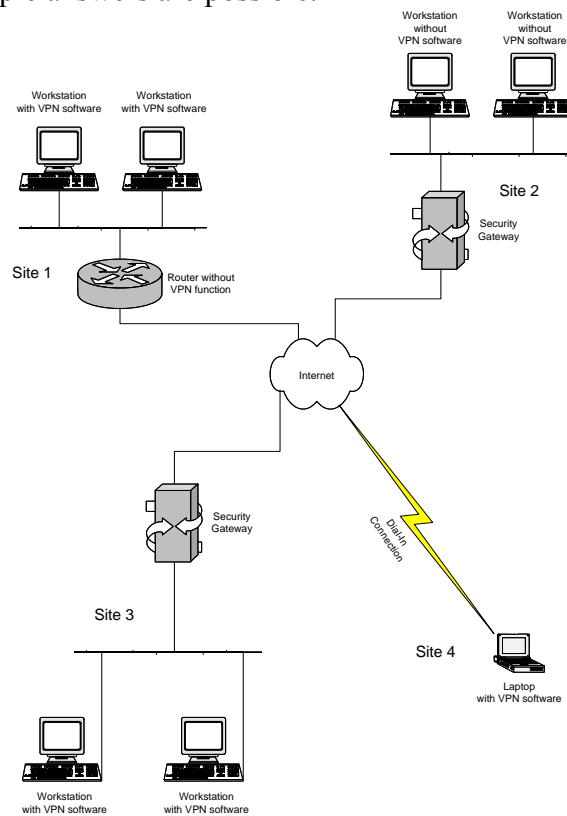 Workstation
without
VPN software
Workstation
without
VPN software
Workstation
with VPN software
Workstation
with VPN software
Site 2
Security
Gateway
Site 1
Router without
VPN function
Internet
Security
Gateway
Dial-In
Connection
Site 3
Site 4
Laptop
with VPN software
Workstation
with VPN software
Workstation
with VPN software